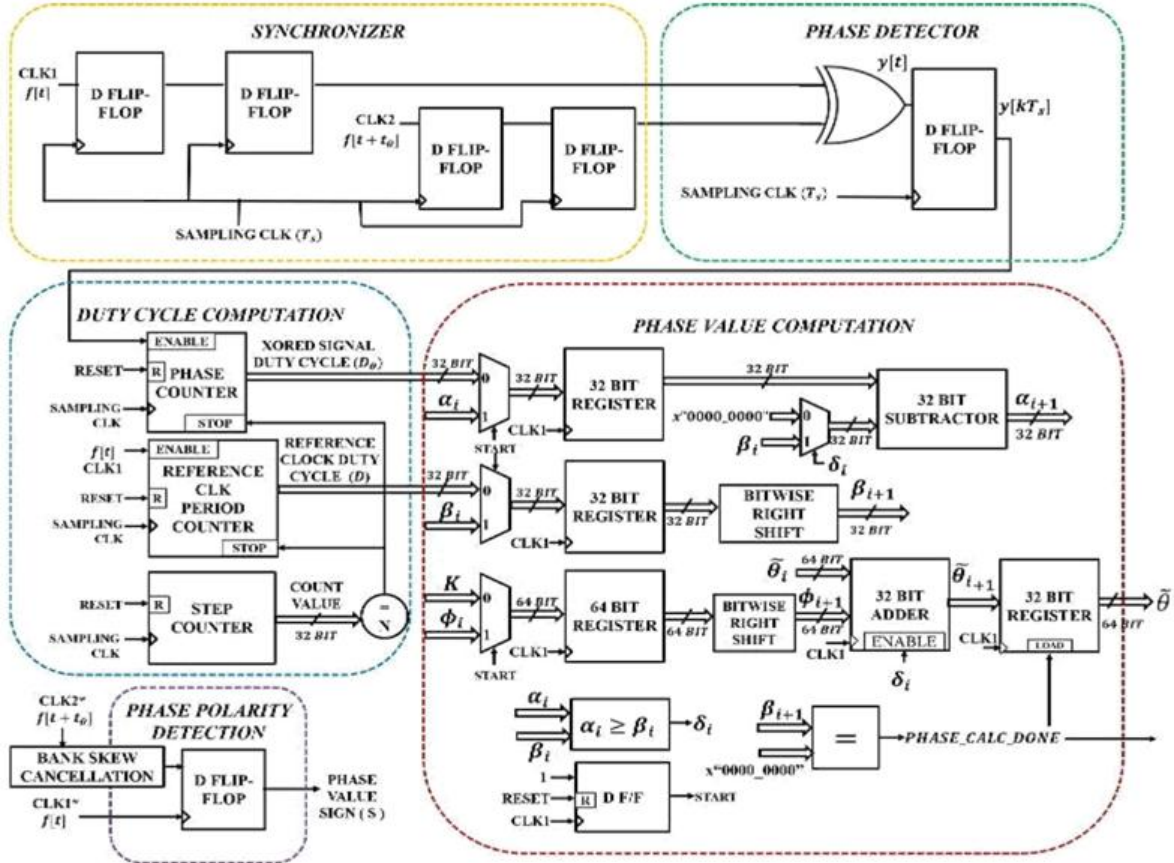 SYNCHRONIZER
CLK1
f[t]
D FLIP-
FLOP
D FLIP-
FLOP
CLK2
f[t + t₀]
D FLIP-
FLOP
D FLIP-
FLOP
SAMPLING CLK (Tₛ)
PHASE DETECTOR
y[t]
D FLIP-
FLOP
y[kTₛ]
SAMPLING CLK (Tₛ)
DUTY CYCLE COMPUTATION
ENABLE
RESET
R
PHASE
COUNTER
SAMPLING
CLK
STOP
XORED SIGNAL
DUTY CYCLE (D₀)
f[t]
CLK1
ENABLE
REFERENCE
CLK
PERIOD
COUNTER
RESET
R
SAMPLING
CLK
STOP
REFERENCE
CLOCK DUTY
CYCLE (D)
STEP
COUNTER
RESET
R
SAMPLING
CLK
COUNT
VALUE
32 BIT
=
N
PHASE VALUE COMPUTATION
32 BIT
αᵢ
0
1
START
32 BIT
32 BIT
REGISTER
CLK1
32 BIT
x"0000_0000"
βᵢ
0
1
δᵢ
32 BIT
32 BIT
SUBTRACTOR
αᵢ₊₁
32 BIT
32 BIT
βᵢ
0
1
32 BIT
32 BIT
REGISTER
CLK1
32 BIT
BITWISE
RIGHT
SHIFT
βᵢ₊₁
32 BIT
K
ϕᵢ
0
1
START
64 BIT
64 BIT
REGISTER
CLK1
64 BIT
BITWISE
RIGHT
SHIFT
ϕᵢ₊₁
64 BIT
64 BIT
θ̃ᵢ
32 BIT
ADDER
ENABLE
CLK1
δᵢ
θ̃ᵢ₊₁
32 BIT
REGISTER
LOAD
CLK1
θ̃
64 BIT
αᵢ
βᵢ
αᵢ ≥ βᵢ
δᵢ
βᵢ₊₁
x"0000_0000"
=
PHASE_CALC_DONE
1
RESET
R
D F/F
CLK1
START
PHASE POLARITY
DETECTION
CLK2"
f[t + t₀]
BANK SKEW
CANCELLATION
D FLIP-
FLOP
CLK1"
f[t]
PHASE
VALUE
SIGN ( S )